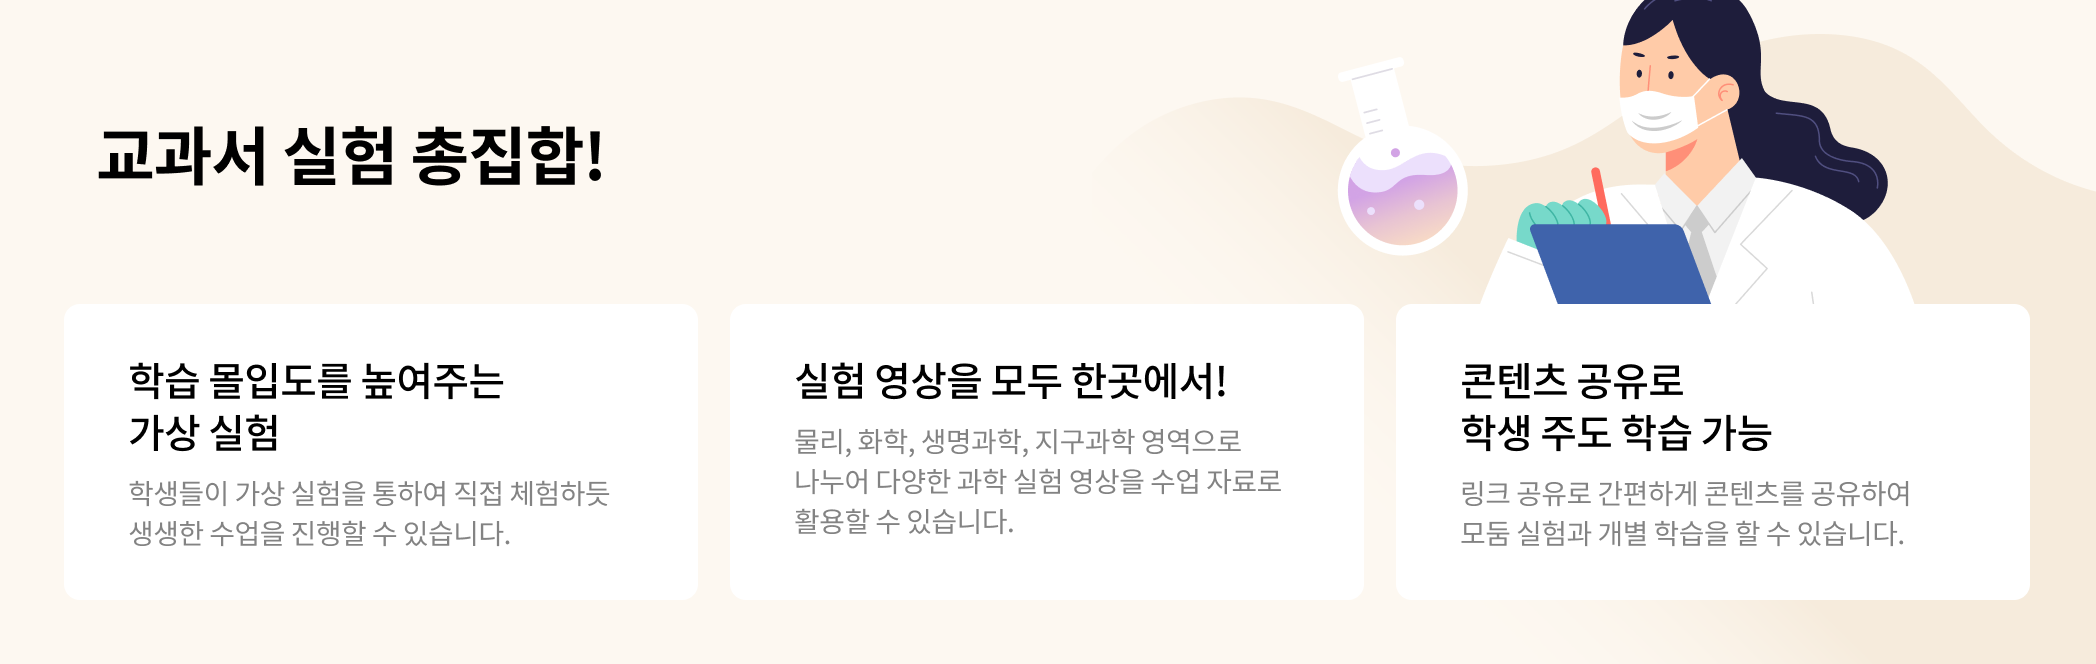 교과서 실험 총집합!
학습 몰입도를 높여주는
가상 실험
학생들이 가상 실험을 통하여 직접 체험하듯
생생한 수업을 진행할 수 있습니다.
실험 영상을 모두 한곳에서!
물리, 화학, 생명과학, 지구과학 영역으로
나누어 다양한 과학 실험 영상을 수업 자료로
활용할 수 있습니다.
콘텐츠 공유로
학생 주도 학습 가능
링크 공유로 간편하게 콘텐츠를 공유하여
모둠 실험과 개별 학습을 할 수 있습니다.